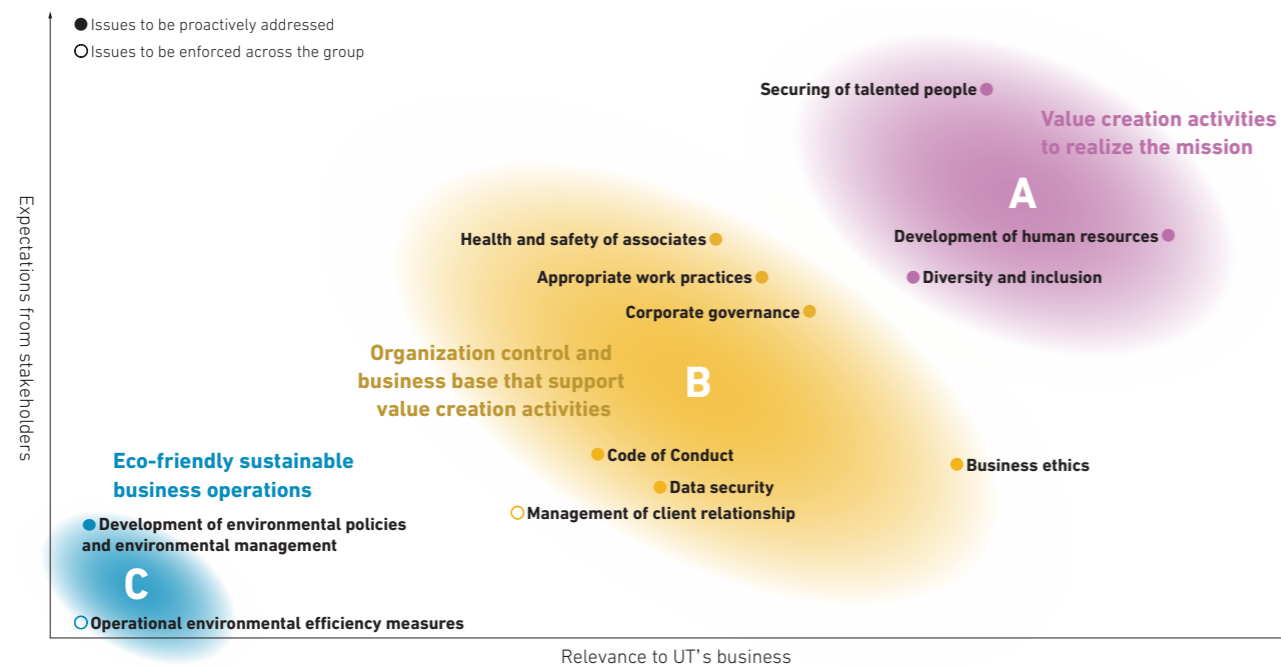 Issues to be proactively addressed
Issues to be enforced across the group
Securing of talented people
Value creation activities
to realize the mission
A
Development of human resources
Diversity and inclusion
Health and safety of associates
Appropriate work practices
Corporate governance
Organization control and
business base that support
value creation activities
B
Code of Conduct
Data security
Management of client relationship
Business ethics
Eco-friendly sustainable
business operations
Development of environmental policies
and environmental management
C
Operational environmental efficiency measures
Expectations from stakeholders
Relevance to UT's business